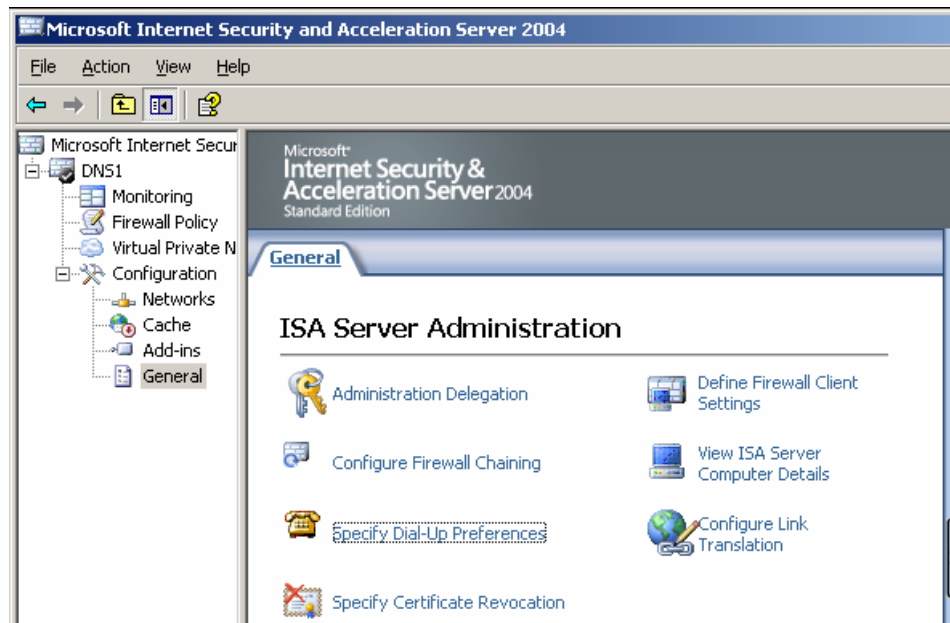 Microsoft Internet Security and Acceleration Server 2004
File Action View Help
Microsoft Internet Secur
DNS1
Monitoring
Firewall Policy
Virtual Private N
Configuration
Networks
Cache
Add-ins
General
Microsoft
Internet Security &
Acceleration Server 2004
Standard Edition
General
ISA Server Administration
Administration Delegation
Define Firewall Client
Settings
Configure Firewall Chaining
View ISA Server
Computer Details
Specify Dial-Up Preferences
Configure Link
Translation
Specify Certificate Revocation